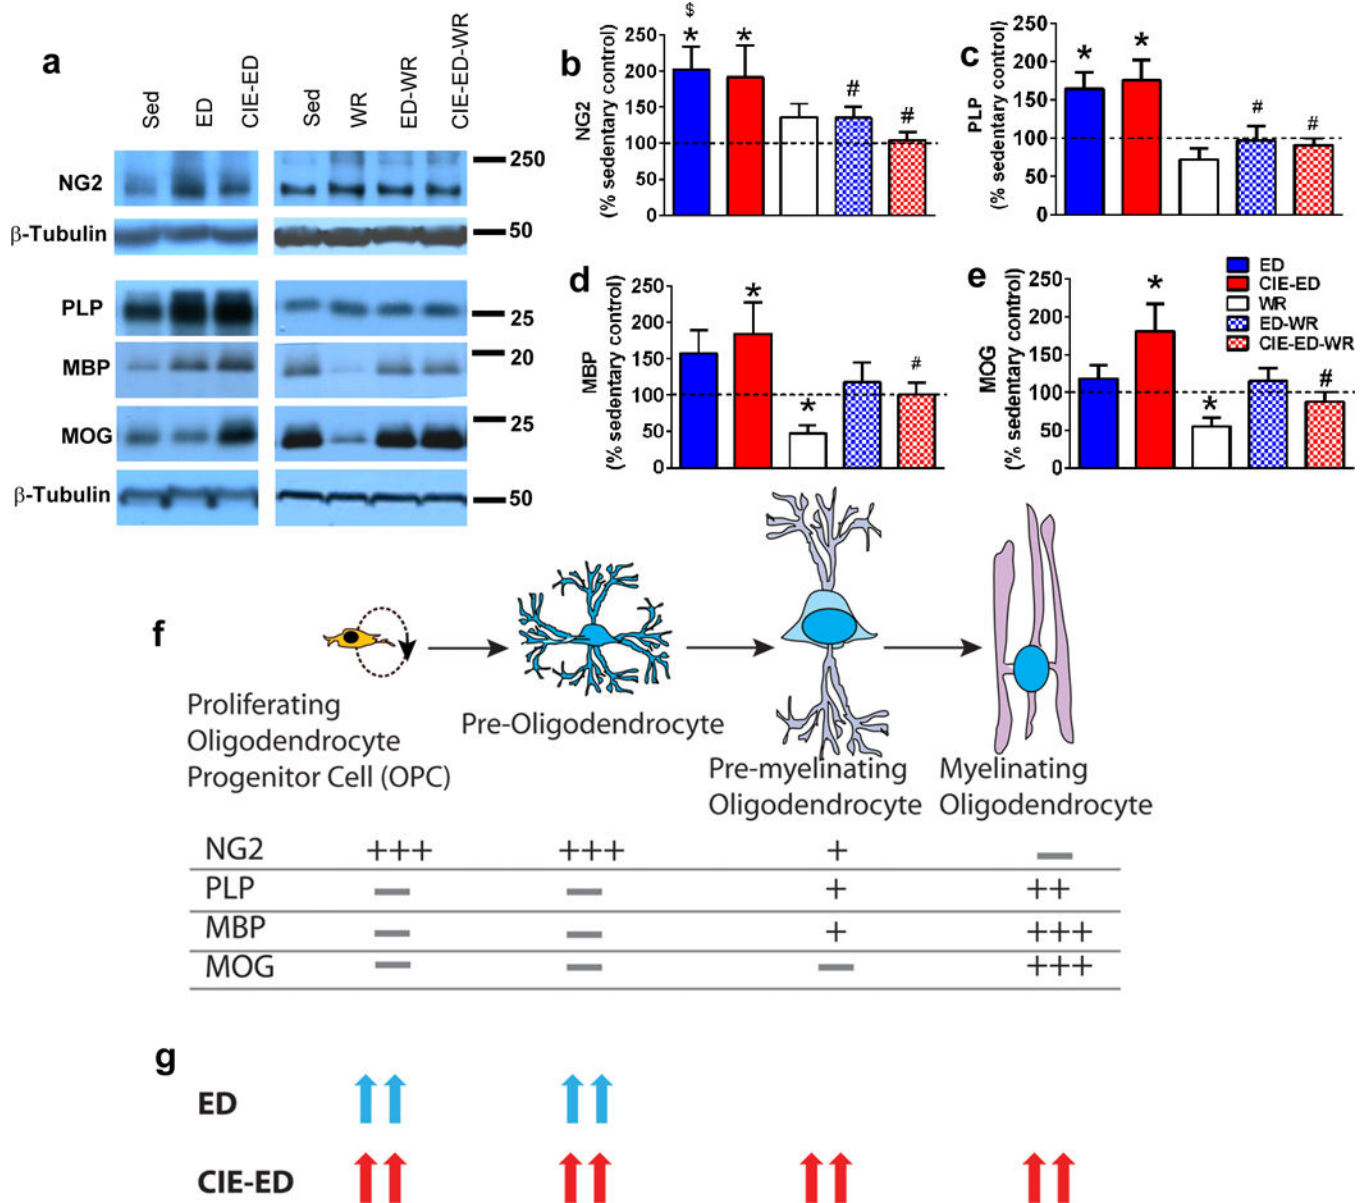 a
Sed
ED
CIE-ED
Sed
WR
ED-WR
CIE-ED-WR
NG2
250
β-Tubulin
50
PLP
25
MBP
20
MOG
25
β-Tubulin
50
b
NG2
(% sedentary control)
250
200
150
100
50
0
$
*
*
#
#
c
PLP
(% sedentary control)
250
200
150
100
50
0
*
*
#
#
d
MBP
(% sedentary control)
250
200
150
100
50
0
*
*
#
e
MOG
(% sedentary control)
250
200
150
100
50
0
*
*
#
ED
CIE-ED
WR
ED-WR
CIE-ED-WR
f
Proliferating
Oligodendrocyte
Progenitor Cell (OPC)
Pre-Oligodendrocyte
Pre-myelinating
Oligodendrocyte
Myelinating
Oligodendrocyte
NG2 +++ +++ + —
PLP — — + ++
MBP — — + +++
MOG — — — +++
g
ED
CIE-ED